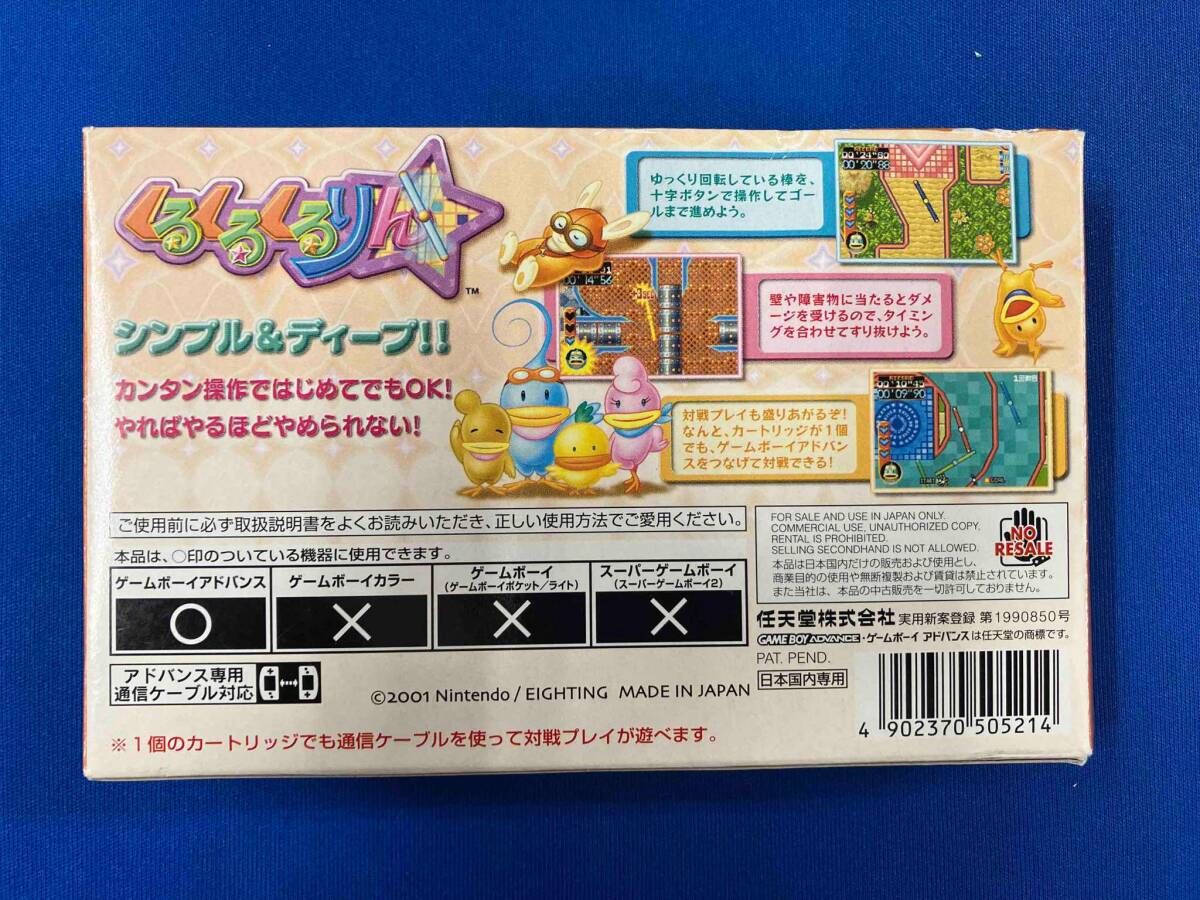 くるくるくるりん
™
シンプル&ディープ!!
カンタン操作ではじめてでもOK!
やればやるほどやめられない!
ゆっくり回転している棒を、
十字ボタンで操作してゴー
ルまで進めよう。
00'24"80
00'20"88
00'14"56
壁や障害物に当たるとダメ
ージを受けるので、タイミン
グを合わせてすり抜けよう。
対戦プレイも盛りあがるぞ!
なんと、カートリッジが1個
でも、ゲームボーイアドバン
スをつなげて対戦できる!
00'10"45
00'09"90
ご使用前に必ず取扱説明書をよくお読みいただき、正しい使用方法でご愛用ください。
本品は、○印のついている機器に使用できます。
ゲームボーイアドバンス
ゲームボーイカラー
ゲームボーイ
(ゲームボーイポケット/ライト)
スーパーゲームボーイ
(スーパーゲームボーイ2)
○
×
×
×
アドバンス専用
通信ケーブル対応
©2001 Nintendo / EIGHTING MADE IN JAPAN
※1個のカートリッジでも通信ケーブルを使って対戦プレイが遊べます。
FOR SALE AND USE IN JAPAN ONLY.
COMMERCIAL USE, UNAUTHORIZED COPY.
RENTAL IS PROHIBITED.
SELLING SECONDHAND IS NOT ALLOWED.
本品は日本国内だけの販売および使用とし、
商業目的の使用や無断複製および賃貸は禁止されています。
また当社は、本品の中古販売を一切許可しておりません。
NO
RESALE
任天堂株式会社 実用新案登録 第1990850号
GAME BOY ADVANCE・ゲームボーイ アドバンスは任天堂の商標です。
PAT. PEND.
日本国内専用
4 902370 505214